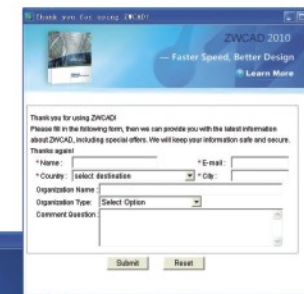 Thank you for using ZWCAD!
ZWCAD 2010
— Faster Speed, Better Design
Learn More
Thank you for using ZWCAD!
Please fill in the following form, then we can provide you with the latest information
about ZWCAD, including special offers. We will keep your information safe and secure.
Thanks again!
* Name : * E-mail :
* Country : select destination * City :
Organization Name :
Organization Type: Select Option
Comment Question :
Submit Reset